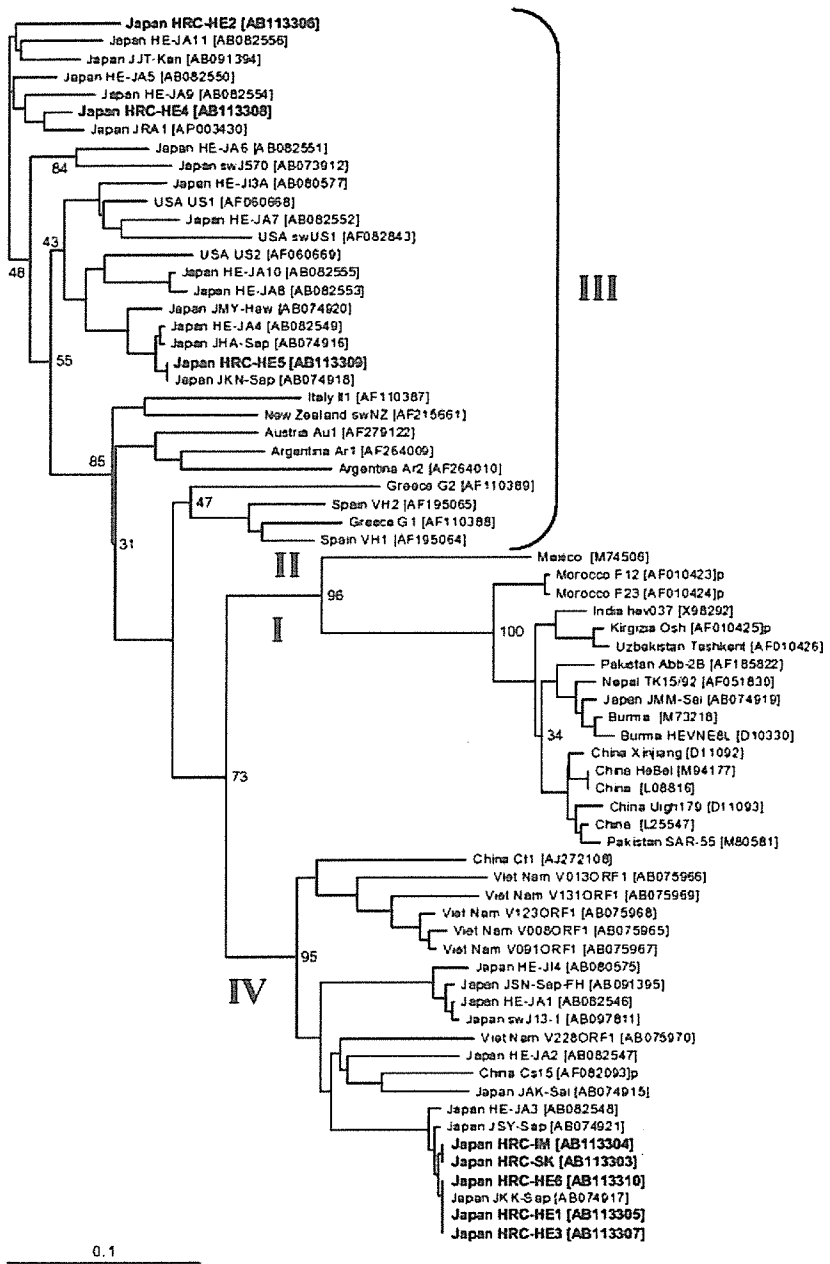 Japan HRC-HE2 [AB113306]
Japan HE-JA11 [AB082556]
Japan JJT-Kan [AB091394]
Japan HE-JA5 [AB082550]
Japan HE-JA9 [AB082554]
Japan HRC-HE4 [AB113308]
Japan JRA1 [AP003430]
Japan HE-JA6 [AB082551]
84
Japan swJ570 [AB073912]
Japan HE-JI3A [AB080577]
USA US1 [AF060668]
Japan HE-JA7 [AB082552]
43
USA swUS1 [AF082843]
USA US2 [AF060669]
48
Japan HE-JA10 [AB082555]
III
Japan HE-JA8 [AB082553]
Japan JMY-Haw [AB074920]
Japan HE-JA4 [AB082549]
Japan JHA-Sap [AB074916]
55
Japan HRC-HE5 [AB113309]
Japan JKN-Sap [AB074918]
Italy It1 [AF110387]
New Zealand swNZ [AF215661]
Austria Au1 [AF279122]
85
Argentina Ar1 [AF264009]
Argentina Ar2 [AF264010]
Greece G2 [AF110389]
47
Spain VH2 [AF195065]
Greece G1 [AF110388]
31
Spain VH1 [AF195064]
II
Mexico [M74506]
Morocco F12 [AF010423]p
96
Morocco F23 [AF010424]p
India hev037 [X98292]
I
100
Kirgizia Osh [AF010425]p
Uzbekistan Tashkent [AF010426]
Pakistan Abb-2B [AF185822]
Nepal TK15/92 [AF051830]
Japan JMM-Sai [AB074919]
Burma [M73218]
34
Burma HEVNE8L [D10330]
China Xinjiang [D11092]
China HeBei [M94177]
73
China [L08816]
China Uigh179 [D11093]
China [L25547]
Pakistan SAR-55 [M80581]
China Ct1 [AJ272108]
Viet Nam V013ORF1 [AB075966]
Viet Nam V131ORF1 [AB075969]
Viet Nam V123ORF1 [AB075968]
Viet Nam V008ORF1 [AB075965]
95
Viet Nam V091ORF1 [AB075967]
Japan HE-JI4 [AB080575]
IV
Japan JSN-Sap-FH [AB091395]
Japan HE-JA1 [AB082546]
Japan swJ13-1 [AB097811]
Viet Nam V228ORF1 [AB075970]
Japan HE-JA2 [AB082547]
China Cs15 [AF082093]p
Japan JAK-Sai [AB074915]
Japan HE-JA3 [AB082548]
Japan JSY-Sap [AB074921]
Japan HRC-IM [AB113304]
Japan HRC-SK [AB113303]
Japan HRC-HE6 [AB113310]
Japan JKK-Sap [AB074917]
Japan HRC-HE1 [AB113305]
Japan HRC-HE3 [AB113307]
0.1